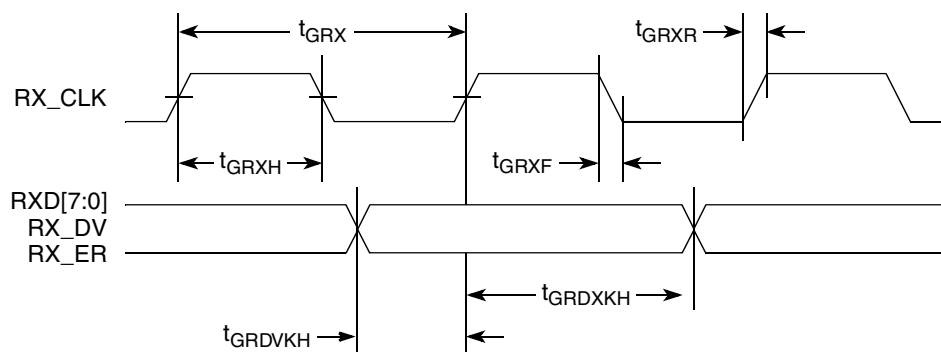 tGRX
tGRXR
RX_CLK
tGRXH
tGRXF
RXD[7:0]
RX_DV
RX_ER
tGRDXKH
tGRDVKH